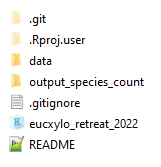 .git
.Rproj.user
data
output_species_count
.gitignore
eucxylo_retreat_2022
README